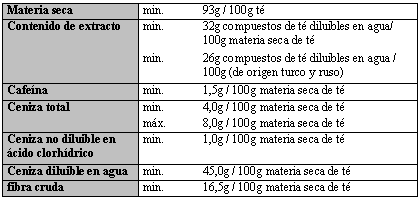 Materia seca min. 93g / 100g té
Contenido de extracto min. 32g compuestos de té diluibles en agua/
100g materia seca de té
min. 26g compuestos de té diluibles en agua /
100g (de origen turco y ruso)
Cafeína min. 1,5g / 100g materia seca de té
Ceniza total min. 4,0g / 100g materia seca de té
máx. 8,0g / 100g materia seca de té
Ceniza no diluible en min. 1,0g / 100g materia seca de té
ácido clorhídrico
Ceniza diluible en agua min. 45,0g / 100g materia seca de té
fibra cruda min. 16,5g / 100g materia seca de té